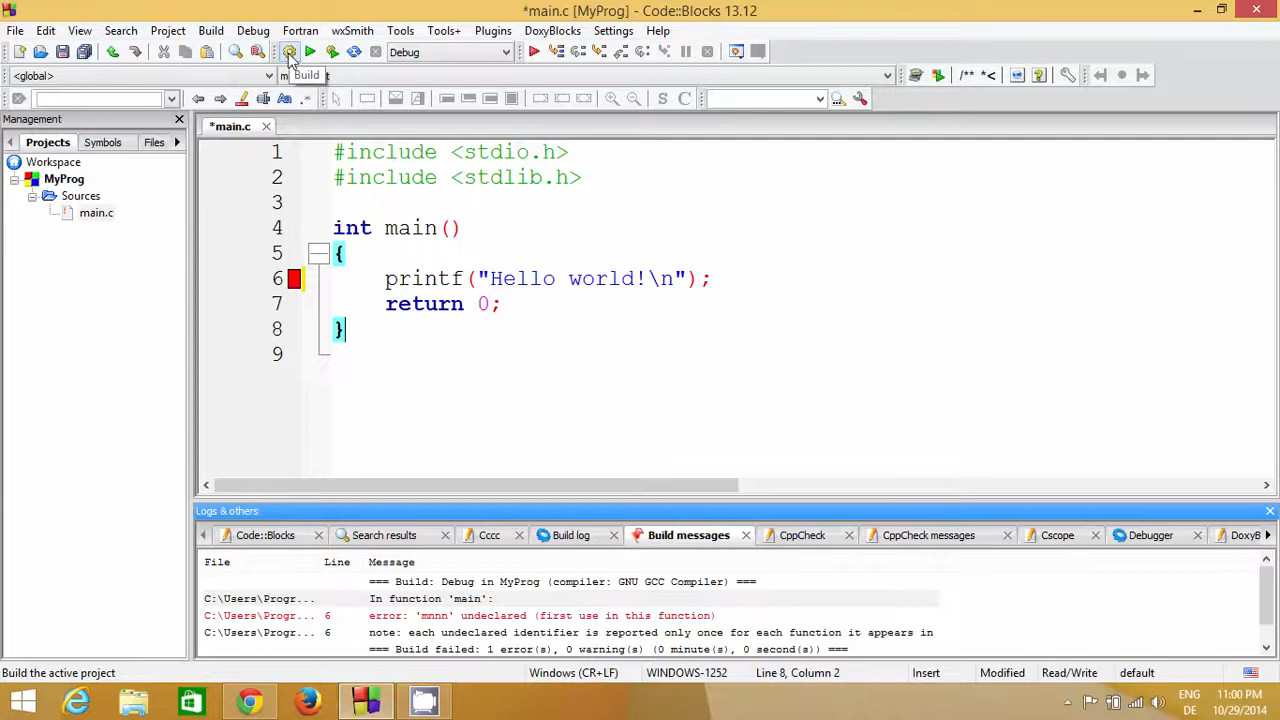 *main.c [MyProg] - Code::Blocks 13.12
File Edit View Search Project Build Debug Fortran wxSmith Tools Tools+ Plugins DoxyBlocks Settings Help
Debug
<global>
Build
/** *<
S C
Management
Projects Symbols Files
Workspace
MyProg
Sources
main.c
*main.c
1 #include <stdio.h>
2 #include <stdlib.h>
3
4 int main()
5 {
6 printf("Hello world!\n");
7 return 0;
8 }
9
Logs & others
Code::Blocks Search results Cccc Build log Build messages CppCheck CppCheck messages Cscope Debugger DoxyB
File Line Message
=== Build: Debug in MyProg (compiler: GNU GCC Compiler) ===
C:\Users\Progr... In function 'main':
C:\Users\Progr... 6 error: 'mnnn' undeclared (first use in this function)
C:\Users\Progr... 6 note: each undeclared identifier is reported only once for each function it appears in
=== Build failed: 1 error(s), 0 warning(s) (0 minute(s), 0 second(s)) ===
Build the active project Windows (CR+LF) WINDOWS-1252 Line 8, Column 2 Insert Modified Read/Write default
ENG 11:00 PM
DE 10/29/2014